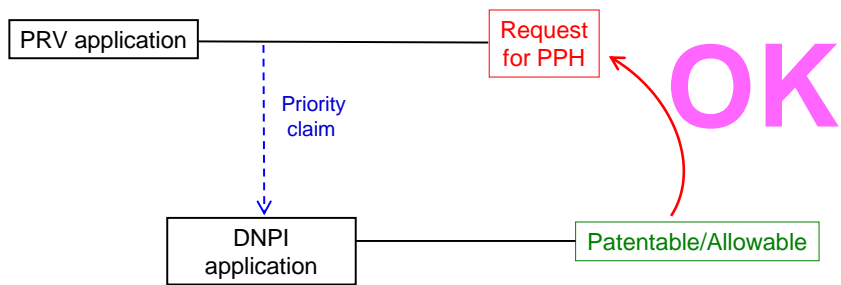 PRV application
Request
for PPH
OK
Priority
claim
DNPI
application
Patentable/Allowable